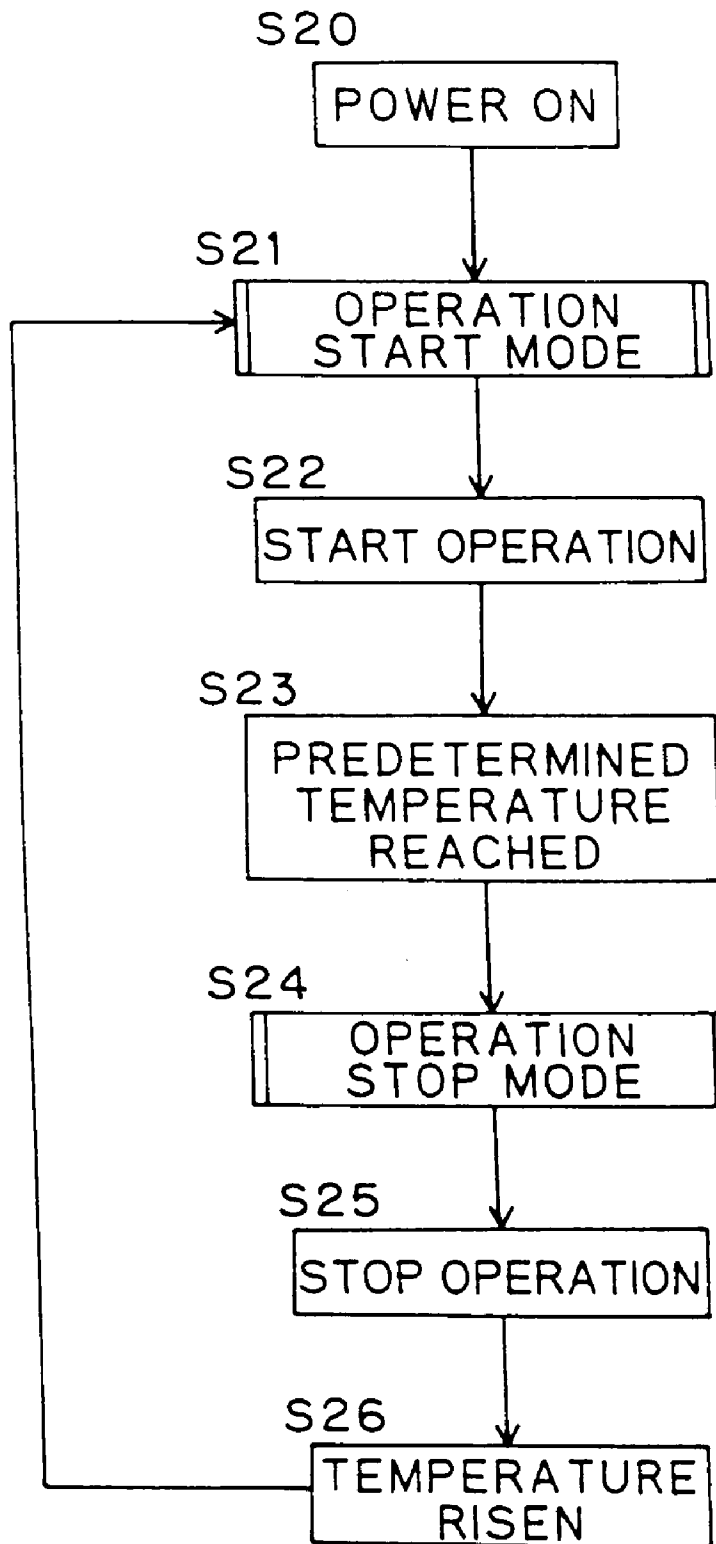 S20
POWER ON
S21
OPERATION
START MODE
S22
START OPERATION
S23
PREDETERMINED
TEMPERATURE
REACHED
S24
OPERATION
STOP MODE
S25
STOP OPERATION
S26
TEMPERATURE
RISEN